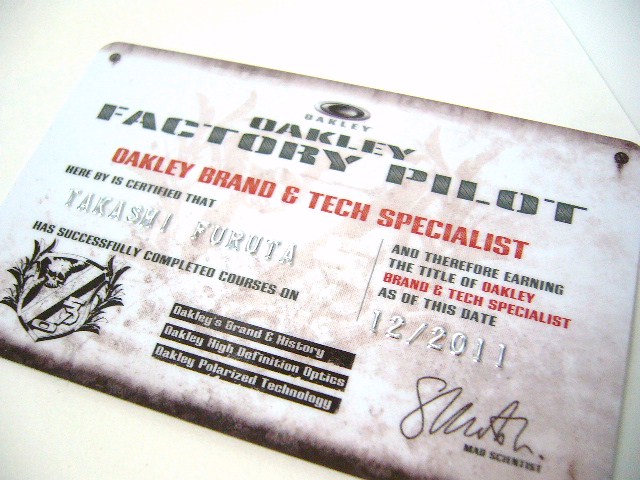 OAKLEY
OAKLEY
FACTORY PILOT
OAKLEY BRAND & TECH SPECIALIST
HERE BY IS CERTIFIED THAT
TAKASHI FURUTA
HAS SUCCESSFULLY COMPLETED COURSES ON
Oakley's Brand & History
Oakley High Definition Optics
Oakley Polarized Technology
AND THEREFORE EARNING
THE TITLE OF OAKLEY
BRAND & TECH SPECIALIST
AS OF THIS DATE
12/2011
MAD SCIENTIST